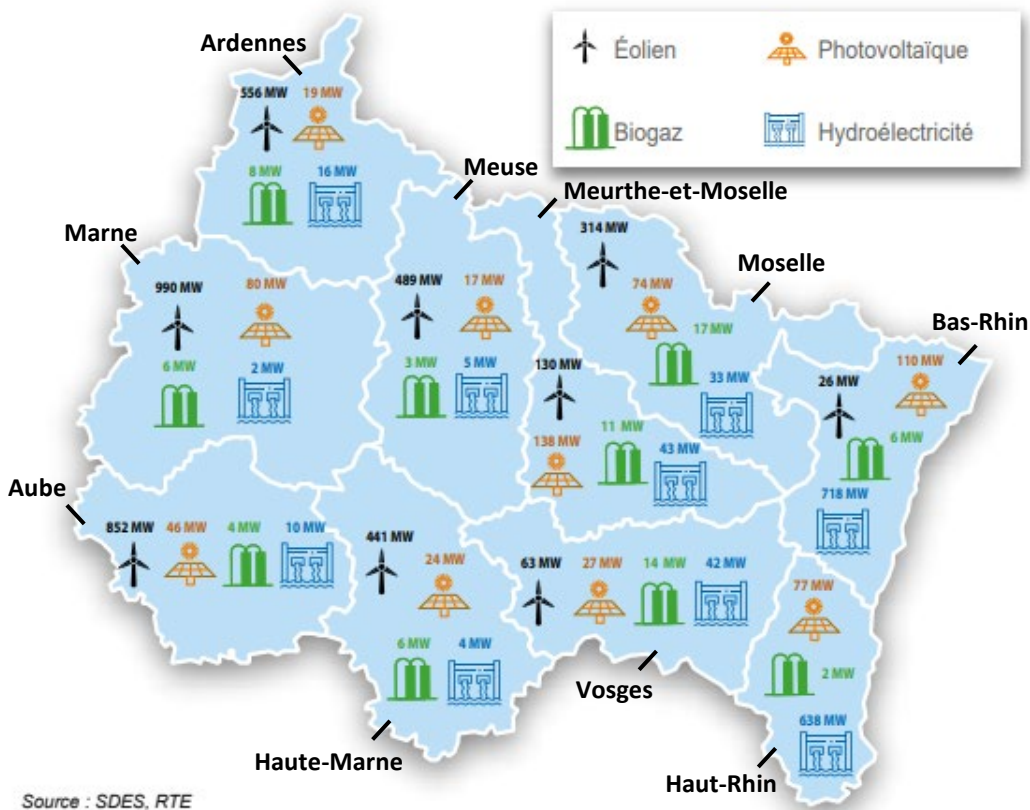 Ardennes
Éolien
Photovoltaïque
Biogaz
Hydroélectricité
556 MW
19 MW
8 MW
16 MW
Meuse
Meurthe-et-Moselle
Marne
Moselle
Bas-Rhin
314 MW
74 MW
17 MW
33 MW
990 MW
80 MW
6 MW
2 MW
489 MW
17 MW
3 MW
5 MW
130 MW
138 MW
11 MW
43 MW
110 MW
26 MW
6 MW
718 MW
Aube
852 MW
46 MW
4 MW
10 MW
441 MW
24 MW
6 MW
4 MW
63 MW
27 MW
14 MW
42 MW
77 MW
2 MW
638 MW
Vosges
Haute-Marne
Haut-Rhin
Source : SDES, RTE